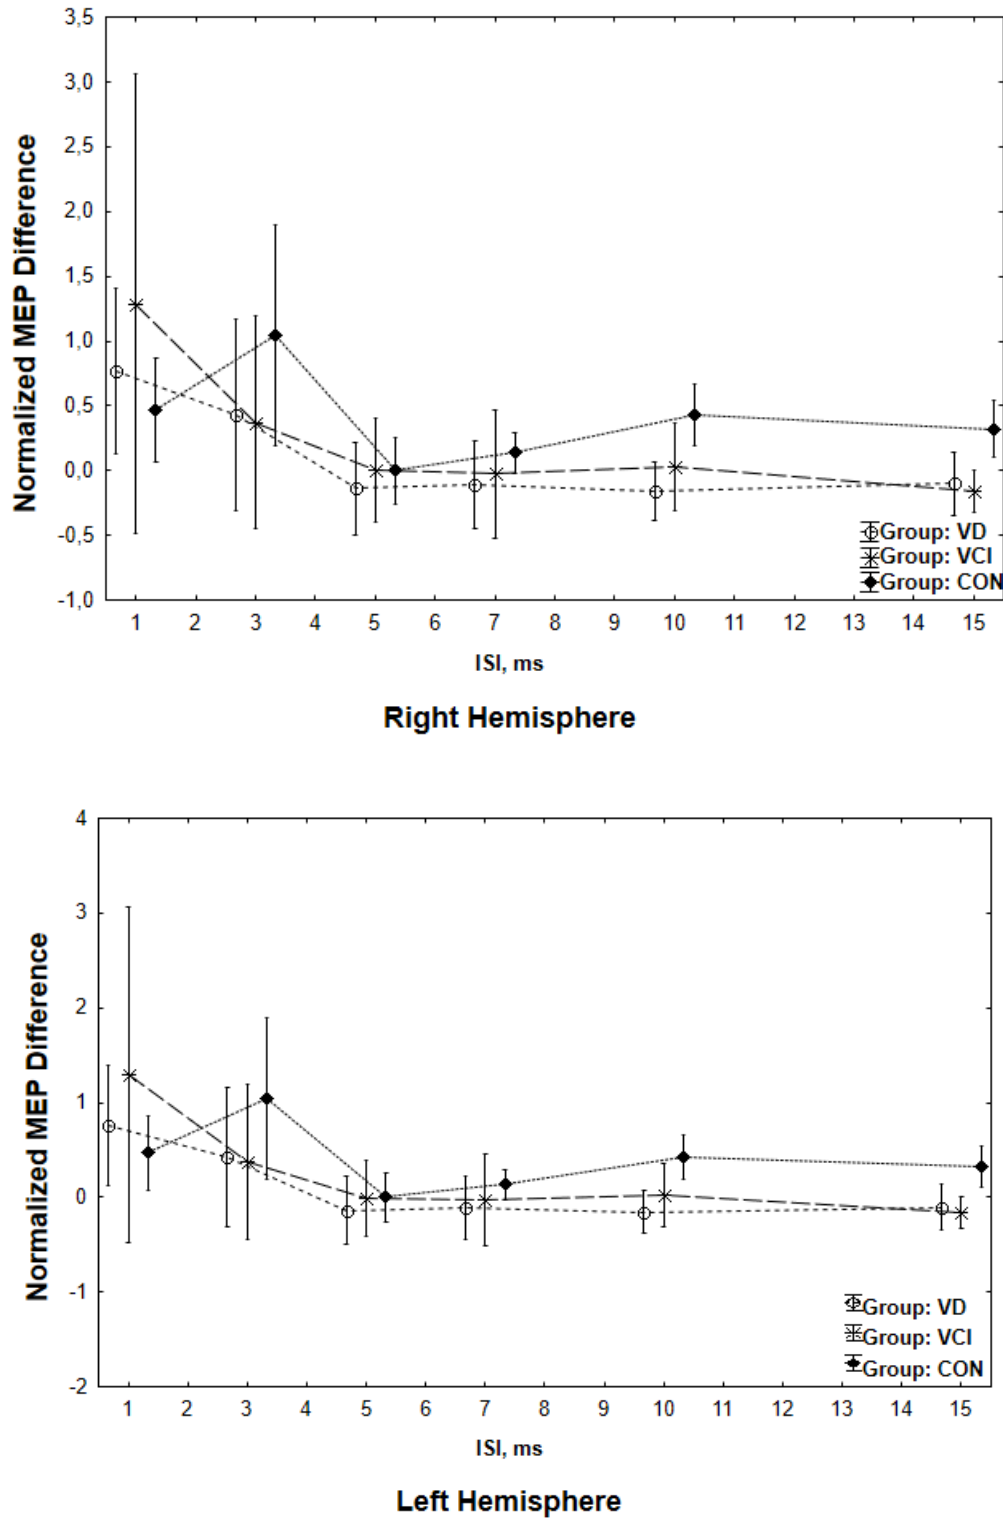 Normalized MEP Difference
3,5
3,0
2,5
2,0
1,5
1,0
0,5
0,0
-0,5
-1,0
Group: VD
Group: VCI
Group: CON
1 2 3 4 5 6 7 8 9 10 11 12 13 14 15
ISI, ms
Right Hemisphere
Normalized MEP Difference
4
3
2
1
0
-1
-2
Group: VD
Group: VCI
Group: CON
1 2 3 4 5 6 7 8 9 10 11 12 13 14 15
ISI, ms
Left Hemisphere